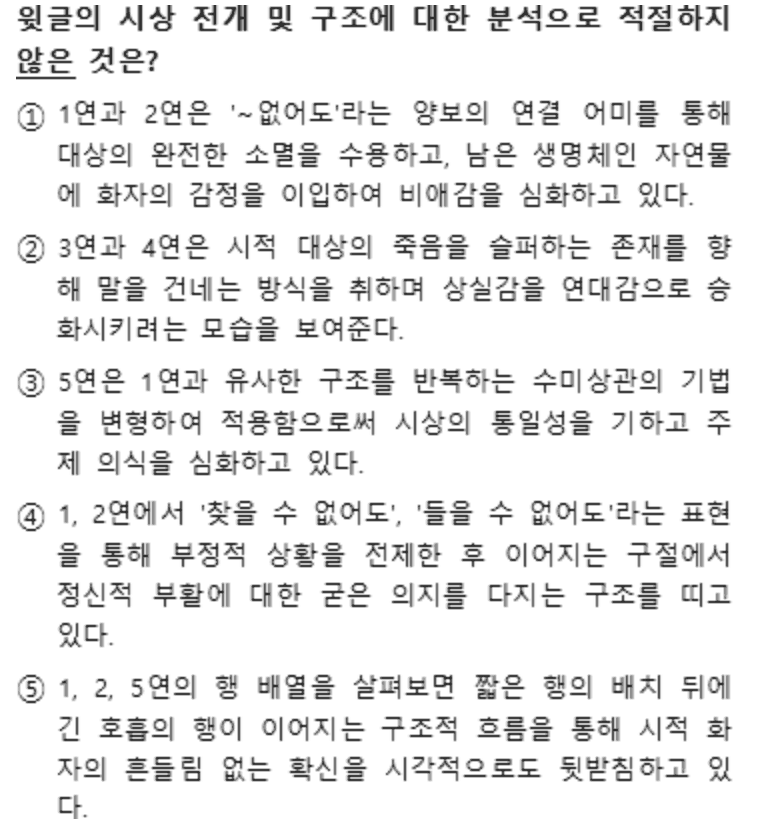 윗글의 시상 전개 및 구조에 대한 분석으로 적절하지
않은 것은?
① 1연과 2연은 '~없어도'라는 양보의 연결 어미를 통해
대상의 완전한 소멸을 수용하고, 남은 생명체인 자연물
에 화자의 감정을 이입하여 비애감을 심화하고 있다.
② 3연과 4연은 시적 대상의 죽음을 슬퍼하는 존재를 향
해 말을 건네는 방식을 취하며 상실감을 연대감으로 승
화시키려는 모습을 보여준다.
③ 5연은 1연과 유사한 구조를 반복하는 수미상관의 기법
을 변형하여 적용함으로써 시상의 통일성을 기하고 주
제 의식을 심화하고 있다.
④ 1, 2연에서 '찾을 수 없어도', '들을 수 없어도'라는 표현
을 통해 부정적 상황을 전제한 후 이어지는 구절에서
정신적 부활에 대한 굳은 의지를 다지는 구조를 띠고
있다.
⑤ 1, 2, 5연의 행 배열을 살펴보면 짧은 행의 배치 뒤에
긴 호흡의 행이 이어지는 구조적 흐름을 통해 시적 화
자의 흔들림 없는 확신을 시각적으로도 뒷받침하고 있
다.